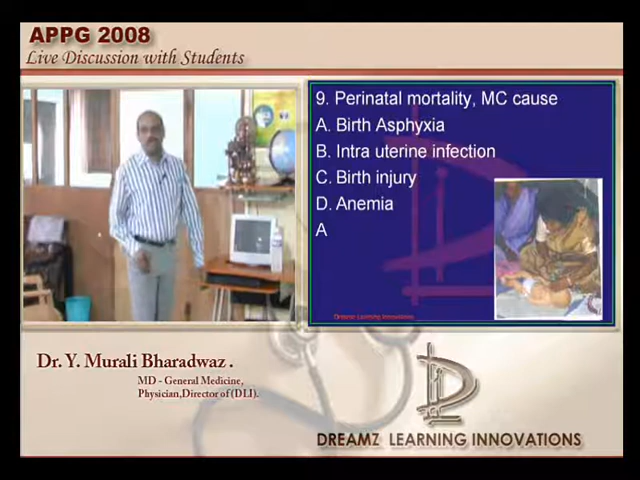 APPG 2008
Live Discussion with Students
9. Perinatal mortality, MC cause
A. Birth Asphyxia
B. Intra uterine infection
C. Birth injury
D. Anemia
A
Dreamz Learning Innovations
Dr. Y. Murali Bharadwaz .
MD - General Medicine,
Physician,Director of (DLI).
DREAMZ LEARNING INNOVATIONS